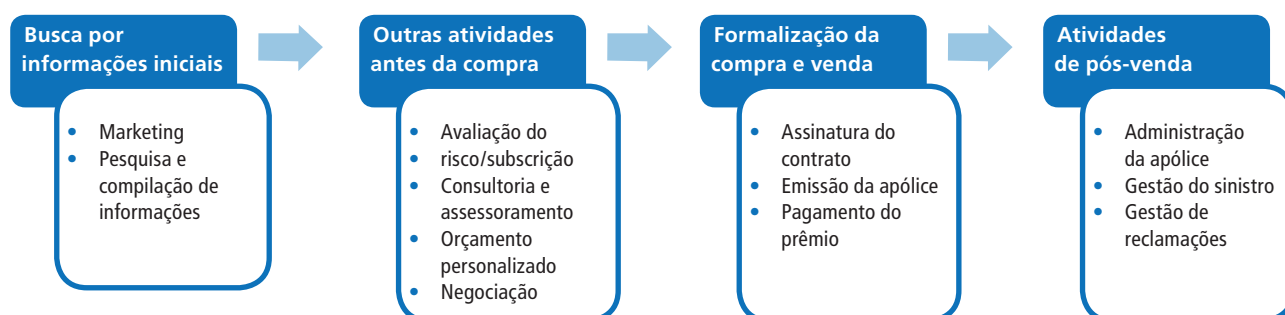 Busca por
informações iniciais
• Marketing
• Pesquisa e
compilação de
informações
Outras atividades
antes da compra
• Avaliação do
• risco/subscrição
• Consultoria e
• assessoramento
• Orçamento
personalizado
• Negociação
Formalização da
compra e venda
• Assinatura do
contrato
• Emissão da apólice
• Pagamento do
prêmio
Atividades
de pós-venda
• Administração
da apólice
• Gestão do sinistro
• Gestão de
reclamações